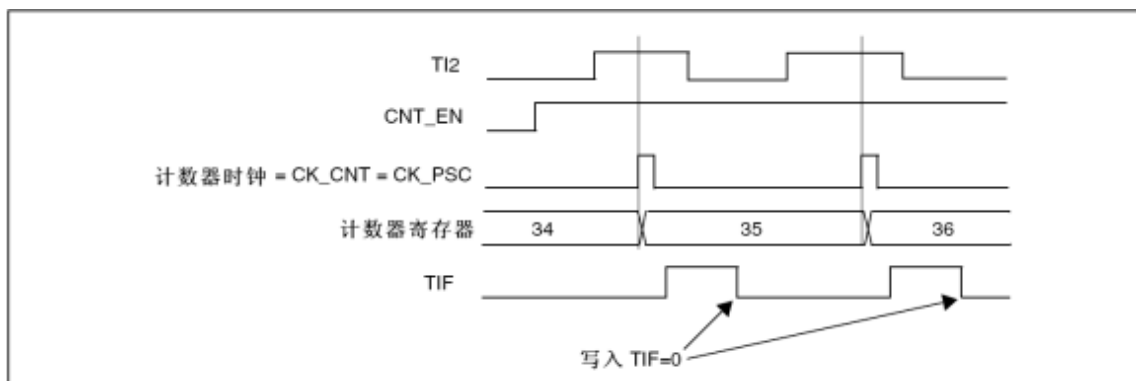 TI2
CNT_EN
计数器时钟 = CK_CNT = CK_PSC
计数器寄存器 34 35 36
TIF
写入 TIF=0